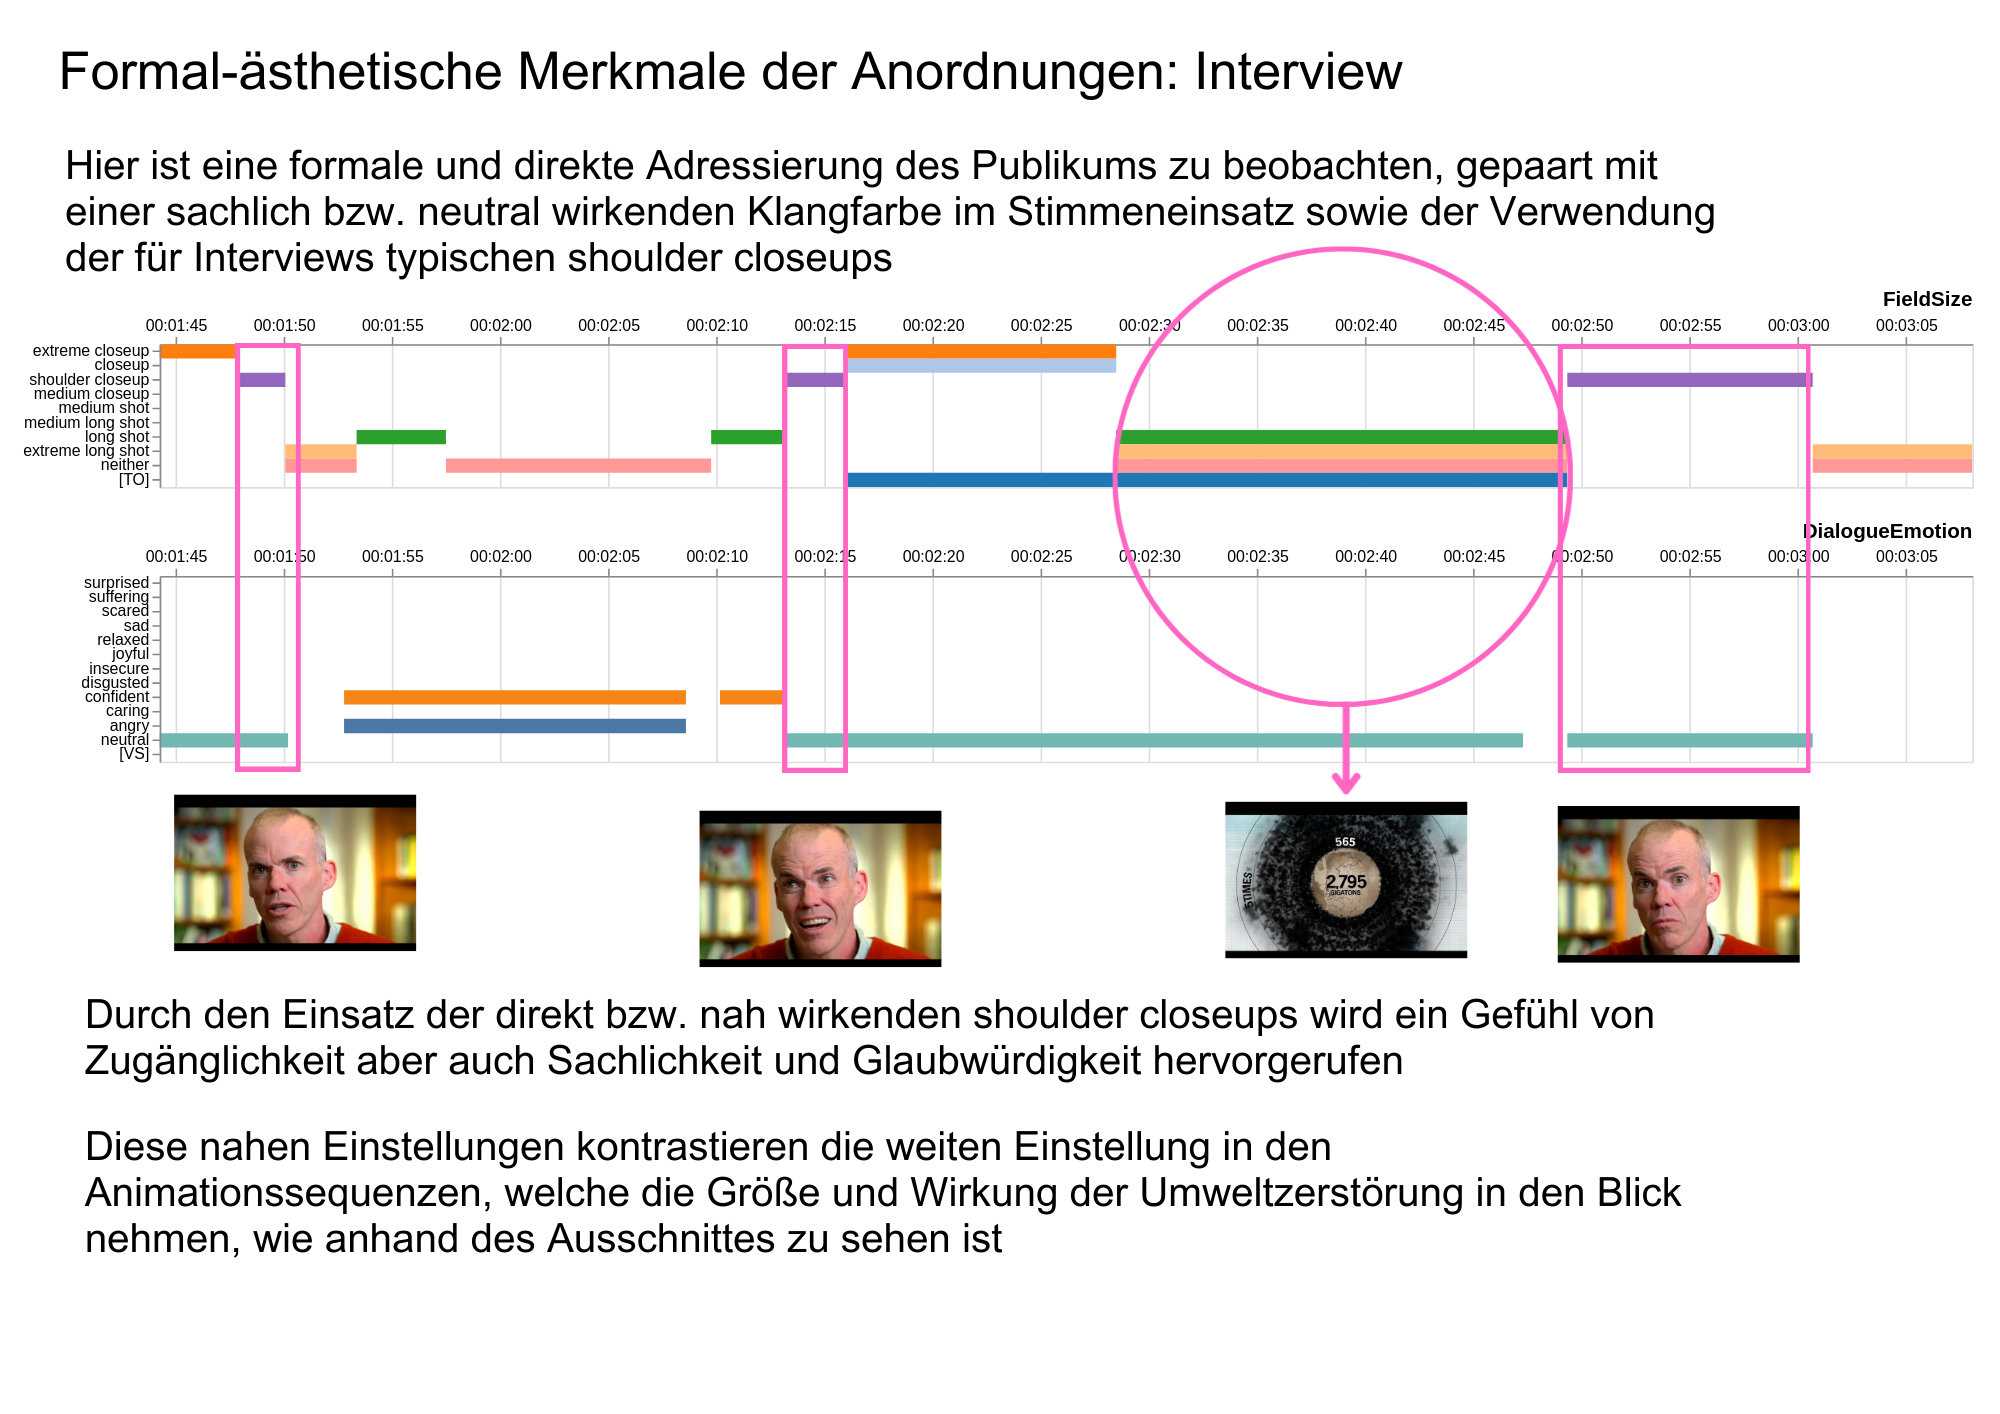 Formal-ästhetische Merkmale der Anordnungen: Interview
Hier ist eine formale und direkte Adressierung des Publikums zu beobachten, gepaart mit
einer sachlich bzw. neutral wirkenden Klangfarbe im Stimmeneinsatz sowie der Verwendung
der für Interviews typischen shoulder closeups
FieldSize
00:01:45 00:01:50 00:01:55 00:02:00 00:02:05 00:02:10 00:02:15 00:02:20 00:02:25 00:02:30 00:02:35 00:02:40 00:02:45 00:02:50 00:02:55 00:03:00 00:03:05
extreme closeup
closeup
shoulder closeup
medium closeup
medium shot
medium long shot
long shot
extreme long shot
neither
[TO]
DialogueEmotion
00:01:45 00:01:50 00:01:55 00:02:00 00:02:05 00:02:10 00:02:15 00:02:20 00:02:25 00:02:30 00:02:35 00:02:40 00:02:45 00:02:50 00:02:55 00:03:00 00:03:05
surprised
suffering
scared
sad
relaxed
joyful
insecure
disgusted
confident
caring
angry
neutral
[VS]
565
5TIMES
2,795
GIGATONS
Durch den Einsatz der direkt bzw. nah wirkenden shoulder closeups wird ein Gefühl von
Zugänglichkeit aber auch Sachlichkeit und Glaubwürdigkeit hervorgerufen
Diese nahen Einstellungen kontrastieren die weiten Einstellung in den
Animationssequenzen, welche die Größe und Wirkung der Umweltzerstörung in den Blick
nehmen, wie anhand des Ausschnittes zu sehen ist